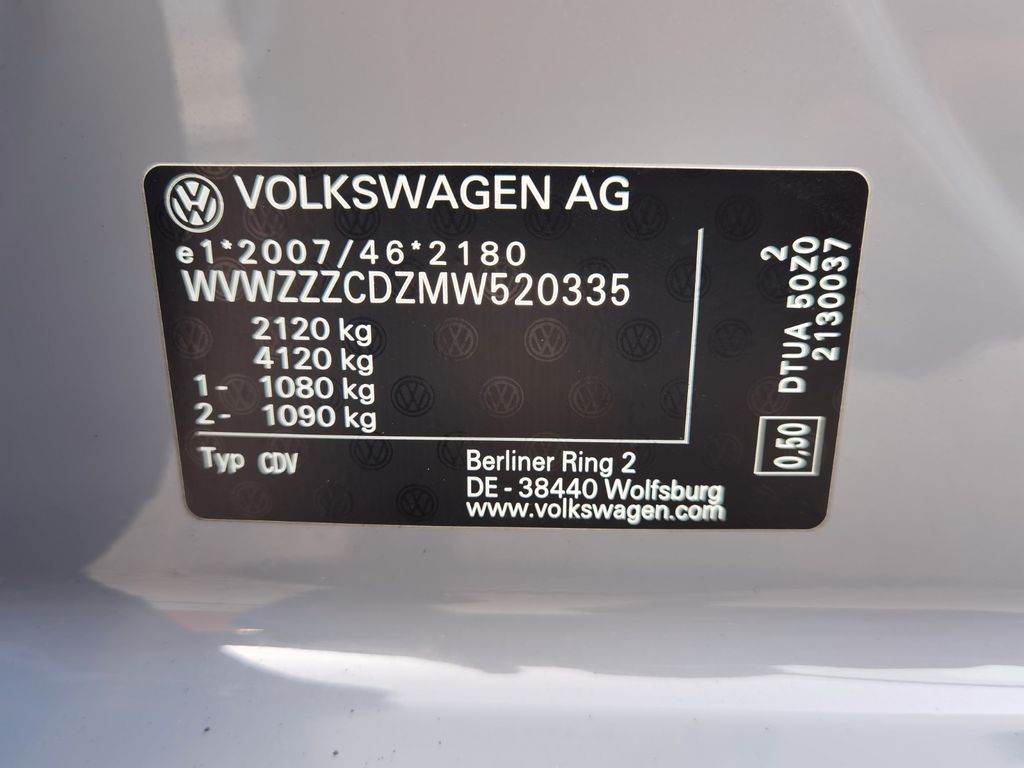 VOLKSWAGEN AG
e1*2007/46*2180
WVWZZZCDZMW520335
2120 kg
4120 kg
1- 1080 kg
2- 1090 kg
Typ CDV
Berliner Ring 2
DE - 38440 Wolfsburg
www.volkswagen.com
2
DTUA 50Z0
2130037
0,50